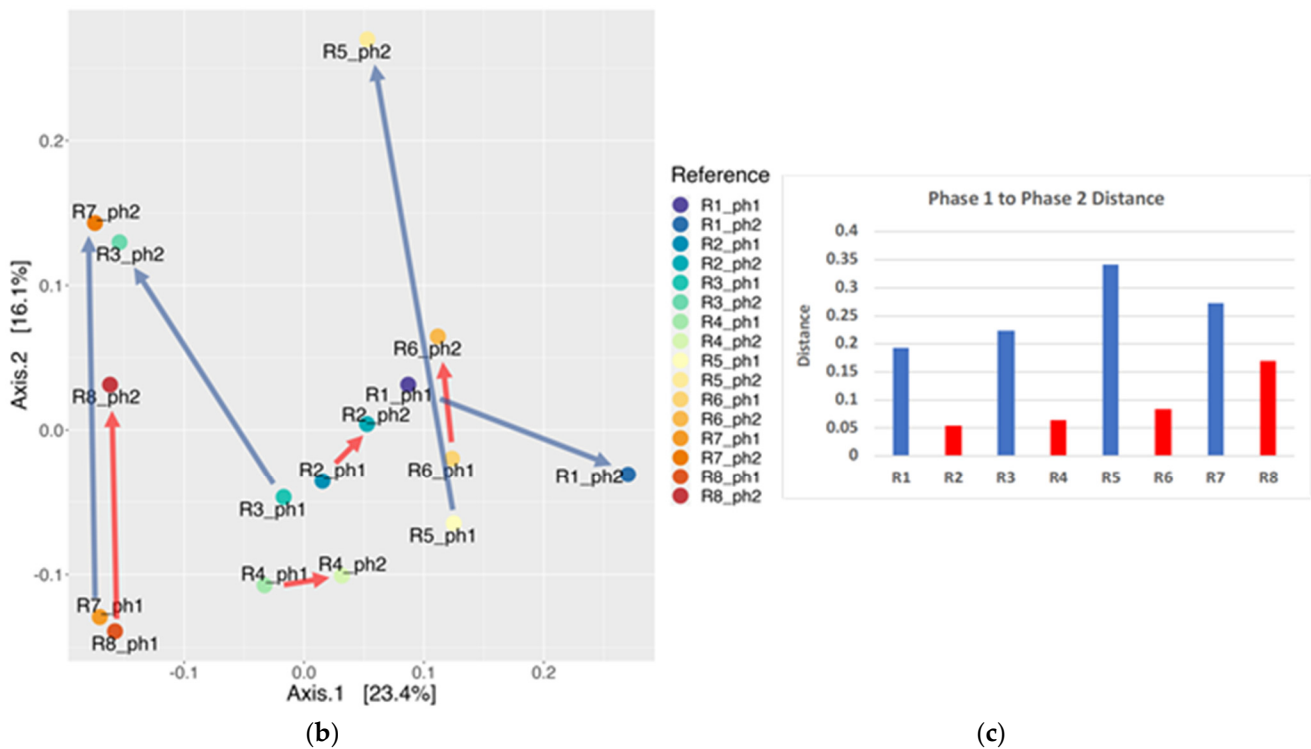 R5_ph2
0.2
R7_ph2
R3_ph2
0.1
R6_ph2
R8_ph2
R1_ph1
R2_ph2
0.0
R2_ph1
R6_ph1
R1_ph2
R3_ph1
R5_ph1
R4_ph1
R4_ph2
-0.1
R7_ph1
R8_ph1
-0.1
0.0
0.1
0.2
Axis.2 [16.1%]
Axis.1 [23.4%]
(b)
Reference
R1_ph1
R1_ph2
R2_ph1
R2_ph2
R3_ph1
R3_ph2
R4_ph1
R4_ph2
R5_ph1
R5_ph2
R6_ph1
R6_ph2
R7_ph1
R7_ph2
R8_ph1
R8_ph2
Phase 1 to Phase 2 Distance
0.4
0.35
0.3
0.25
0.2
0.15
0.1
0.05
0
Distance
R1 R2 R3 R4 R5 R6 R7 R8
(c)